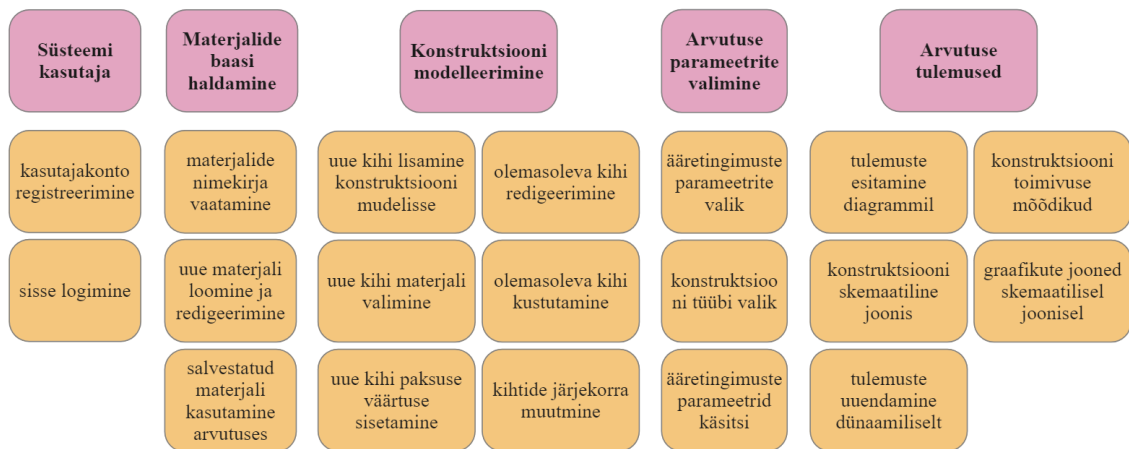 Süsteemi
kasutaja
Materjalide
baasi
haldamine
Konstruktsiooni
modelleerimine
Arvutuse
parameetrite
valimine
Arvutuse
tulemused
kasutajakonto
registreerimine
materjalide
nimekirja
vaatamine
uue kihi lisamine
konstruktsiooni
mudelisse
olemasoleva kihi
redigeerimine
ääretingimuste
parameetrite
valik
tulemuste
esitamine
diagrammil
konstruktsiooni
toimivuse
mõõdikud
sisse logimine
uue materjali
loomine ja
redigeerimine
uue kihi materjali
valimine
olemasoleva kihi
kustutamine
konstruktsioo
ni tüübi valik
konstruktsiooni
skemaatiline
joonis
graafikute jooned
skemaatilisel
joonisel
salvestatud
materjali
kasutamine
arvutuses
uue kihi paksuse
väärtuse
sisetamine
kihtide järjekorra
muutmine
ääretingimuste
parameetrid
käsitsi
tulemuste
uuendamine
dünaamiliselt